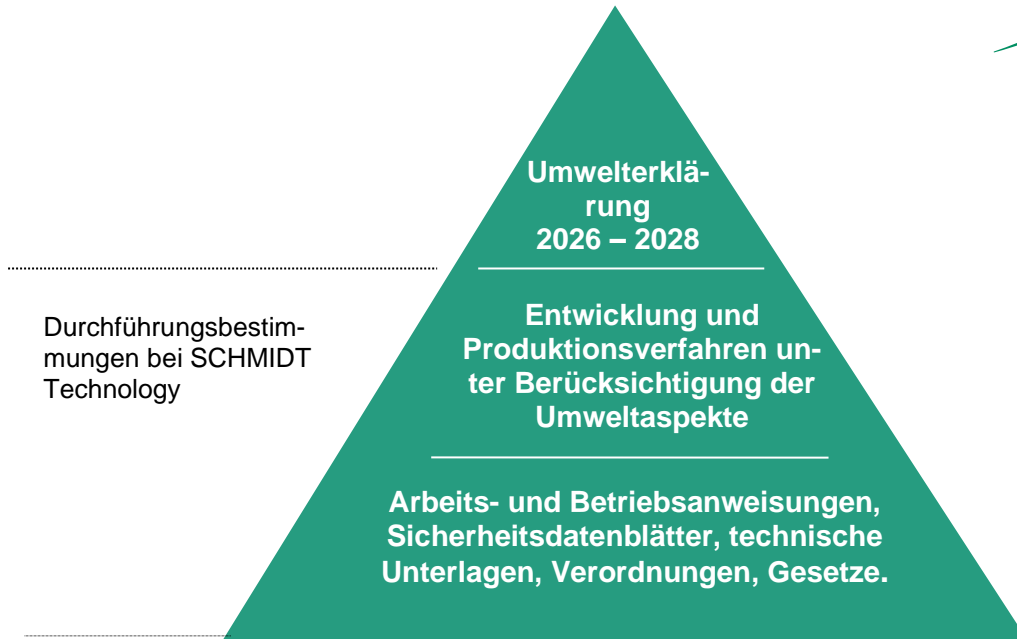 Umwelterklä-
rung
2026 – 2028
Durchführungsbestim-
mungen bei SCHMIDT
Technology
Entwicklung und
Produktionsverfahren un-
ter Berücksichtigung der
Umweltaspekte
Arbeits- und Betriebsanweisungen,
Sicherheitsdatenblätter, technische
Unterlagen, Verordnungen, Gesetze.